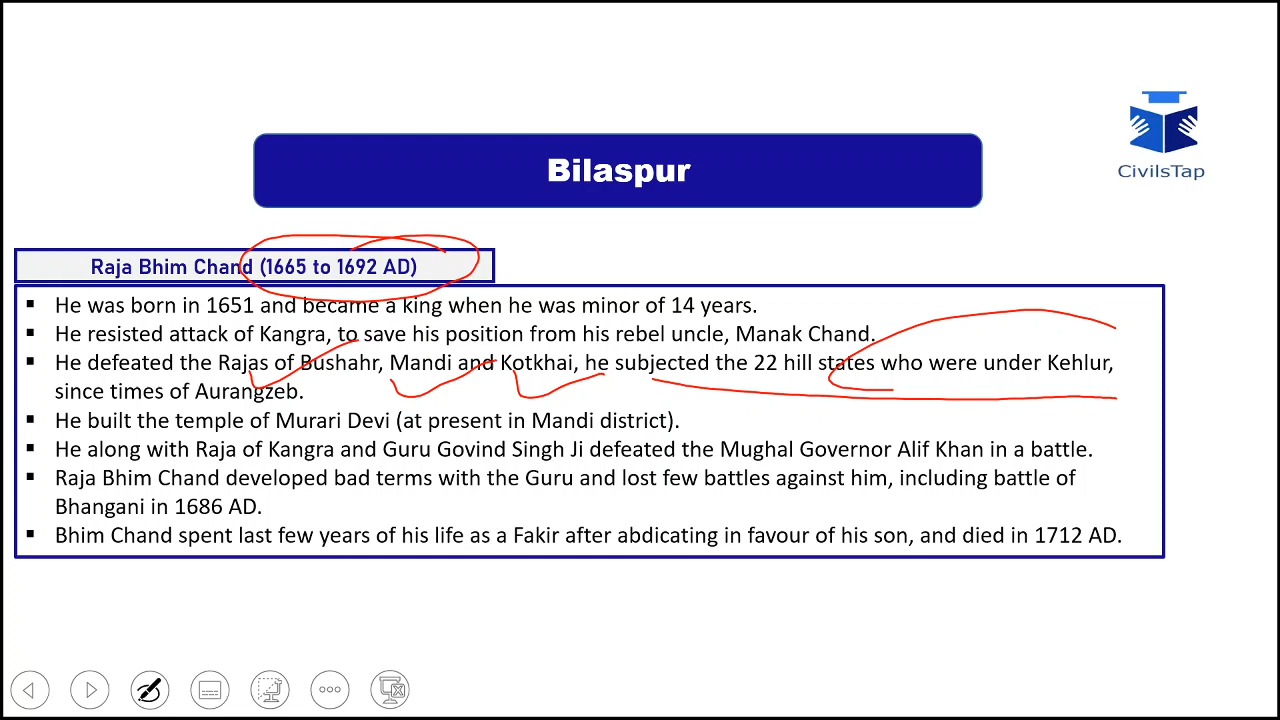 CivilsTap
Bilaspur
Raja Bhim Chand (1665 to 1692 AD)
▪ He was born in 1651 and became a king when he was minor of 14 years.
▪ He resisted attack of Kangra, to save his position from his rebel uncle, Manak Chand.
▪ He defeated the Rajas of Bushahr, Mandi and Kotkhai, he subjected the 22 hill states who were under Kehlur,
since times of Aurangzeb.
▪ He built the temple of Murari Devi (at present in Mandi district).
▪ He along with Raja of Kangra and Guru Govind Singh Ji defeated the Mughal Governor Alif Khan in a battle.
▪ Raja Bhim Chand developed bad terms with the Guru and lost few battles against him, including battle of
Bhangani in 1686 AD.
▪ Bhim Chand spent last few years of his life as a Fakir after abdicating in favour of his son, and died in 1712 AD.